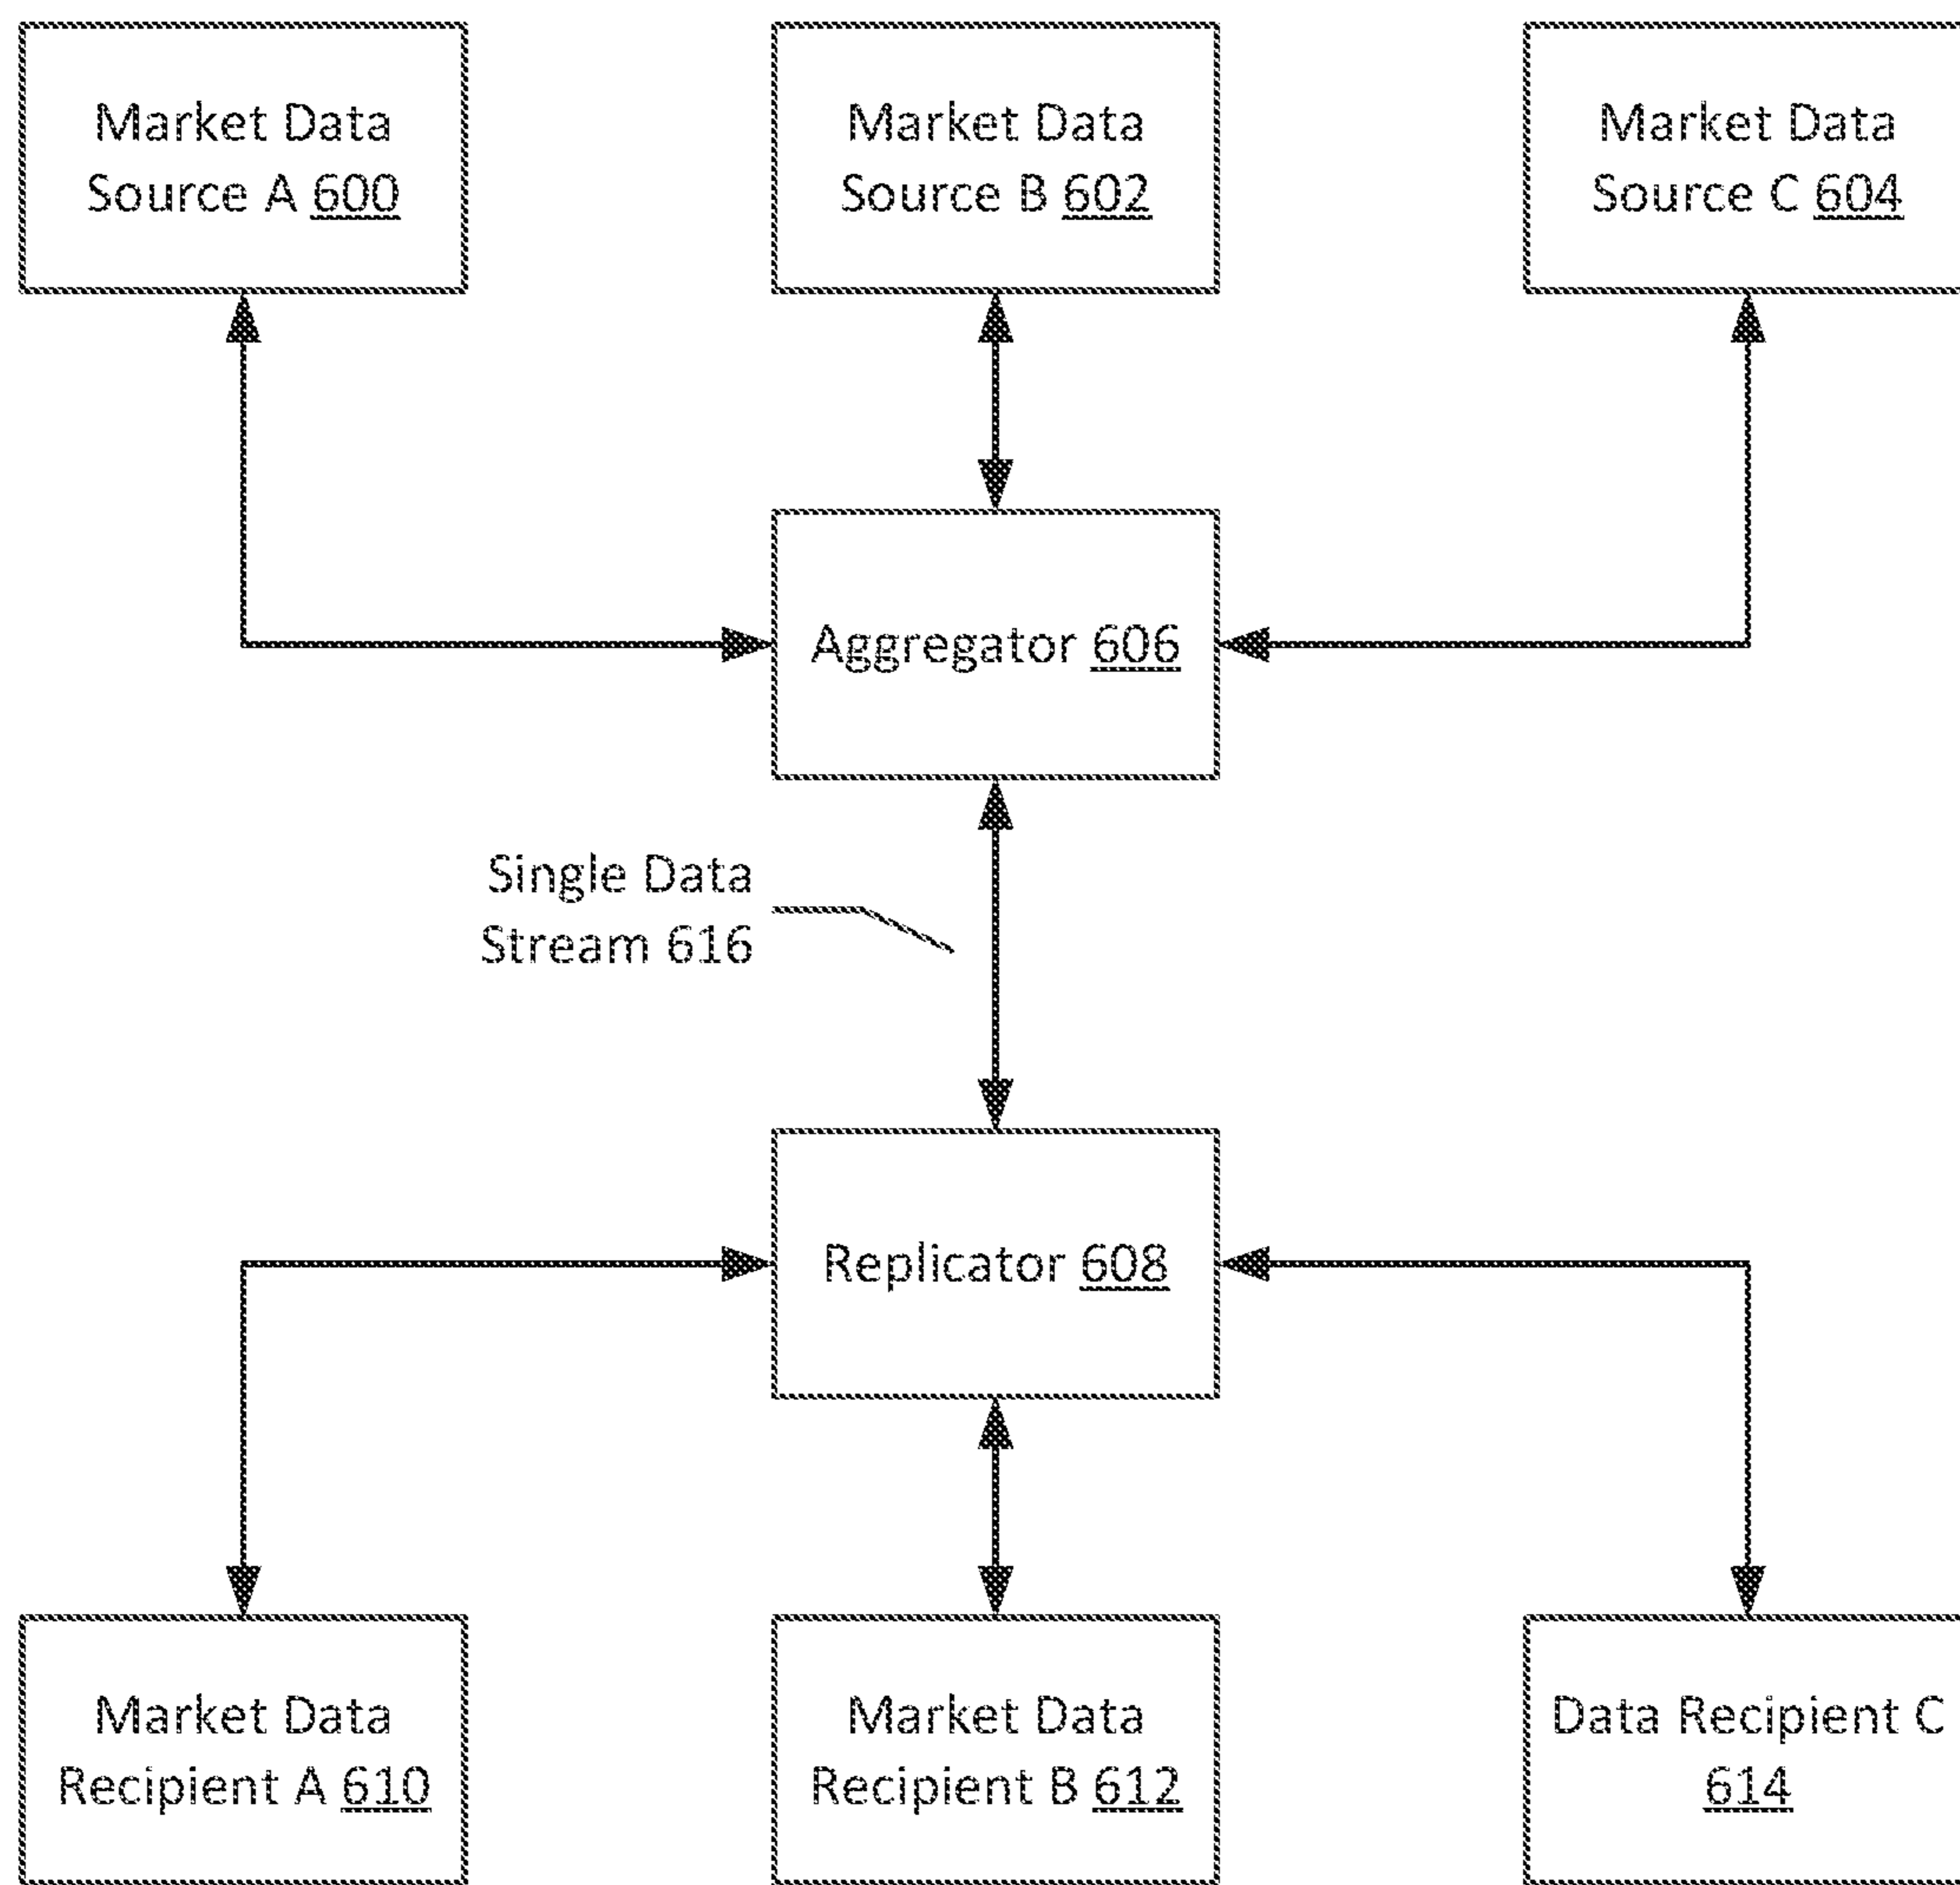 Market Data
Source A 600
Market Data
Source B 602
Market Data
Source C 604
Aggregator 606
Single Data
Stream 616
Replicator 608
Market Data
Recipient A 610
Market Data
Recipient B 612
Data Recipient C
614